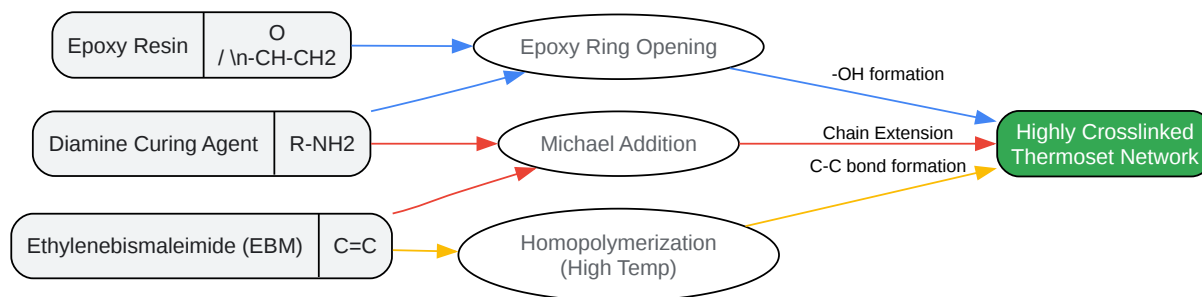 Epoxy Resin
O
/ \n-CH-CH2
Epoxy Ring Opening
-OH formation
Diamine Curing Agent
R-NH2
Michael Addition
Chain Extension
Highly Crosslinked
Thermoset Network
C-C bond formation
Ethylenebismaleimide (EBM)
C=C
Homopolymerization
(High Temp)